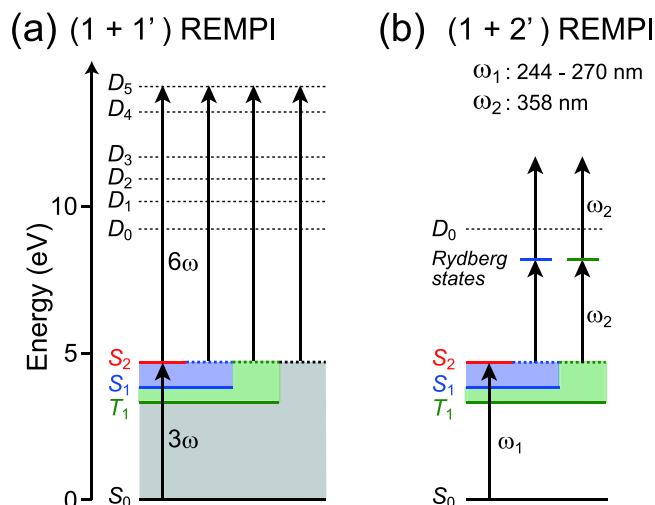 (a) (1 + 1') REMPI
D5
D4
D3
D2
D1
D0
10
6ω
Energy (eV)
5
S2
S1
T1
3ω
0
S0
(b) (1 + 2') REMPI
ω1 : 244 - 270 nm
ω2 : 358 nm
ω2
D0
Rydberg
states
ω2
S2
S1
T1
ω1
S0